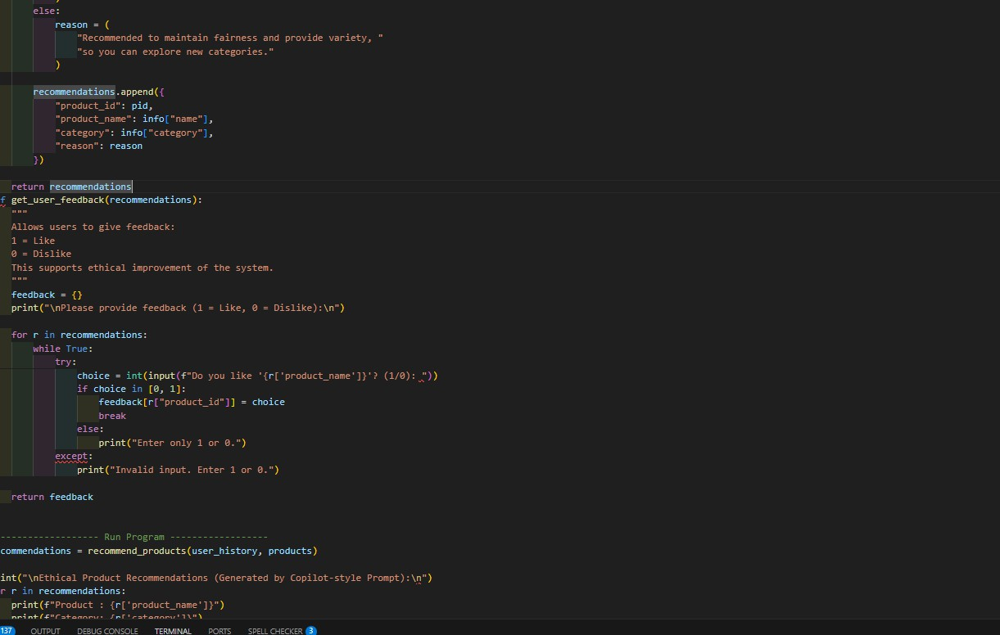 else:
reason = (
"Recommended to maintain fairness and provide variety, "
"so you can explore new categories."
)
recommendations.append({
"product_id": pid,
"product_name": info["name"],
"category": info["category"],
"reason": reason
})
return recommendations
f get_user_feedback(recommendations):
"""
Allows users to give feedback:
1 = Like
0 = Dislike
This supports ethical improvement of the system.
"""
feedback = {}
print("\nPlease provide feedback (1 = Like, 0 = Dislike):\n")
for r in recommendations:
while True:
try:
choice = int(input(f"Do you like '{r['product_name']}'? (1/0): "))
if choice in [0, 1]:
feedback[r["product_id"]] = choice
break
else:
print("Enter only 1 or 0.")
except:
print("Invalid input. Enter 1 or 0.")
return feedback
------------------ Run Program ------------------
commendations = recommend_products(user_history, products)
int("\nEthical Product Recommendations (Generated by Copilot-style Prompt):\n")
r r in recommendations:
print(f"Product : {r['product_name']}")
print(f"Category: {r['category']}")
137 OUTPUT DEBUG CONSOLE TERMINAL PORTS SPELL CHECKER 3